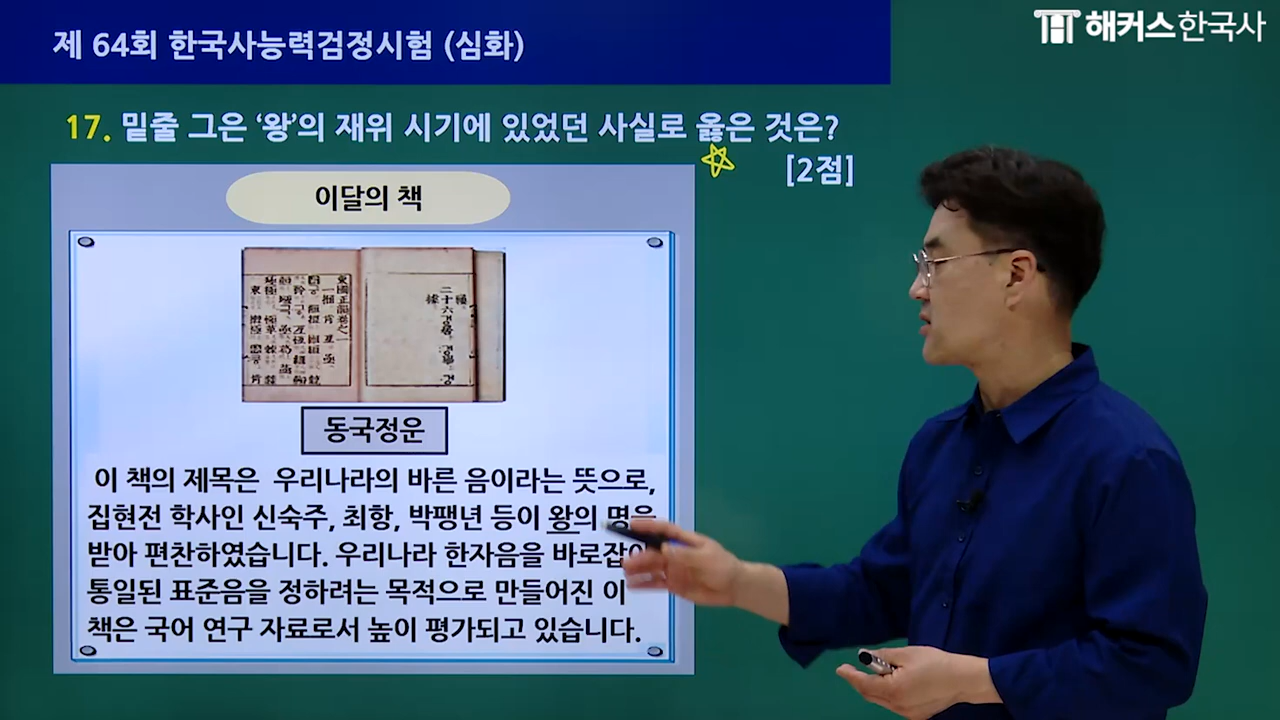 제 64회 한국사능력검정시험 (심화)
해커스한국사
17. 밑줄 그은 ‘왕’의 재위 시기에 있었던 사실로 옳은 것은?
[2점]
이달의 책
동국정운
이 책의 제목은 우리나라의 바른 음이라는 뜻으로,
집현전 학사인 신숙주, 최항, 박팽년 등이 왕의 명을
받아 편찬하였습니다. 우리나라 한자음을 바로잡아
통일된 표준음을 정하려는 목적으로 만들어진 이
책은 국어 연구 자료로서 높이 평가되고 있습니다.